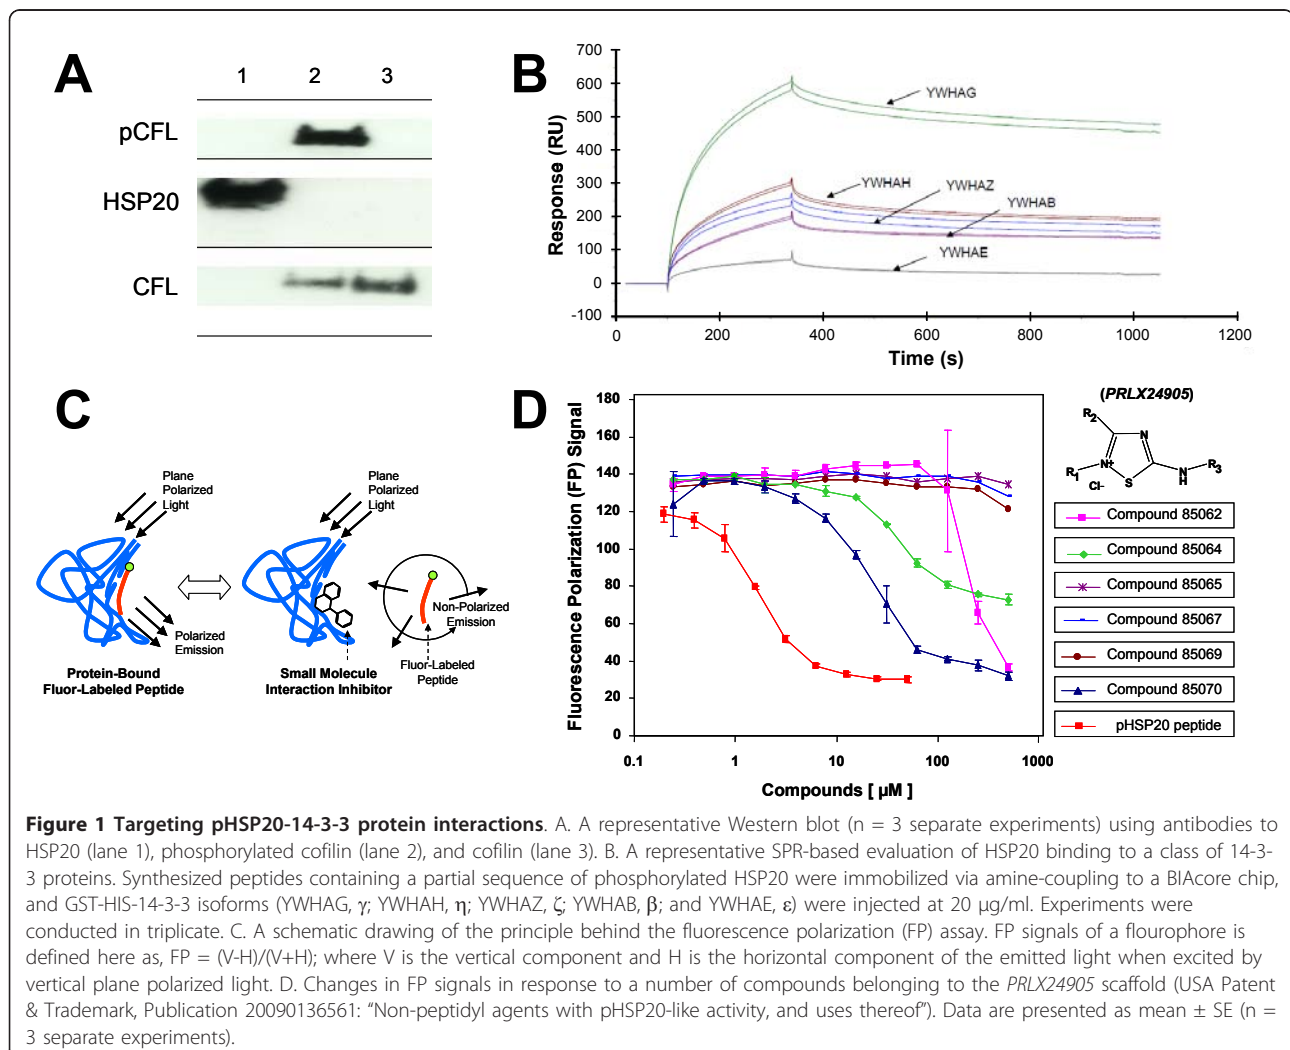 A
1 2 3
pCFL
HSP20
CFL
B
Response (RU)
700
600
500
400
300
200
100
0
-100
200 400 600 800 1000 1200
Time (s)
YWHAG
YWHAH
YWHAZ
YWHAB
YWHAE
C
Plane
Polarized
Light
Polarized
Emission
Protein-Bound
Fluor-Labeled Peptide
Plane
Polarized
Light
Small Molecule
Interaction Inhibitor
Non-Polarized
Emission
Fluor-Labeled
Peptide
D
Fluorescence Polarization (FP) Signal
180
160
140
120
100
80
60
40
20
0
0.1 1 10 100 1000
Compounds [ µM ]
(PRLX24905)
R2
N
R1
N+
Cl-
S
N
H
R3
Compound 85062
Compound 85064
Compound 85065
Compound 85067
Compound 85069
Compound 85070
pHSP20 peptide
Figure 1 Targeting pHSP20-14-3-3 protein interactions. A. A representative Western blot (n = 3 separate experiments) using antibodies to
HSP20 (lane 1), phosphorylated cofilin (lane 2), and cofilin (lane 3). B. A representative SPR-based evaluation of HSP20 binding to a class of 14-3-
3 proteins. Synthesized peptides containing a partial sequence of phosphorylated HSP20 were immobilized via amine-coupling to a BIAcore chip,
and GST-HIS-14-3-3 isoforms (YWHAG, γ; YWHAH, η; YWHAZ, ζ; YWHAB, β; and YWHAE, ε) were injected at 20 μg/ml. Experiments were
conducted in triplicate. C. A schematic drawing of the principle behind the fluorescence polarization (FP) assay. FP signals of a flourophore is
defined here as, FP = (V-H)/(V+H); where V is the vertical component and H is the horizontal component of the emitted light when excited by
vertical plane polarized light. D. Changes in FP signals in response to a number of compounds belonging to the PRLX24905 scaffold (USA Patent
& Trademark, Publication 20090136561: “Non-peptidyl agents with pHSP20-like activity, and uses thereof”). Data are presented as mean ± SE (n =
3 separate experiments).